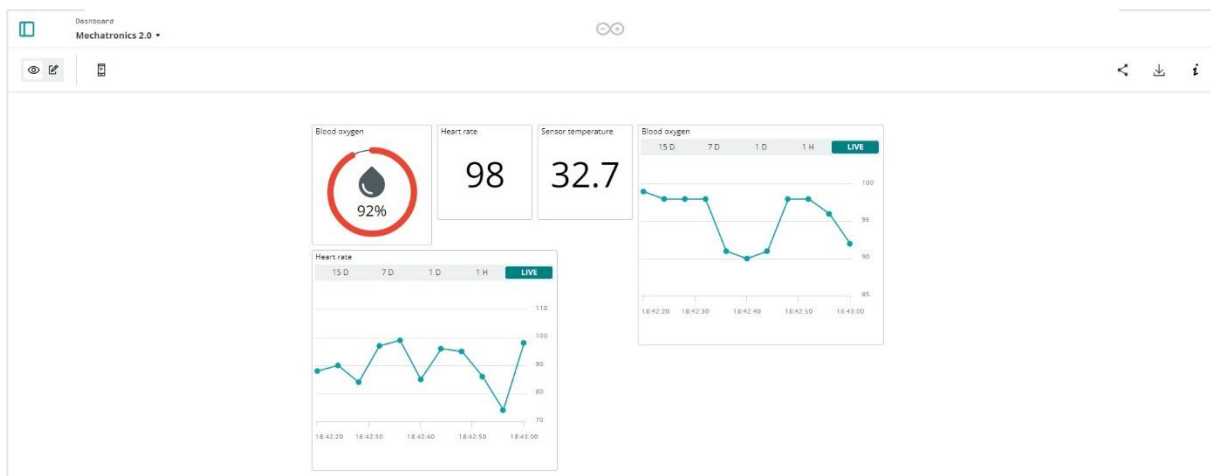 Dashboard
Mechatronics 2.0
Blood oxygen
92%
Heart rate
98
Sensor temperature
32.7
Blood oxygen
15 D 7 D 1 D 1 H LIVE
100
95
90
85
18:42:20 18:42:30 18:42:40 18:42:50 18:43:00
Heart rate
15 D 7 D 1 D 1 H LIVE
110
100
90
80
70
18:42:20 18:42:30 18:42:40 18:42:50 18:43:00